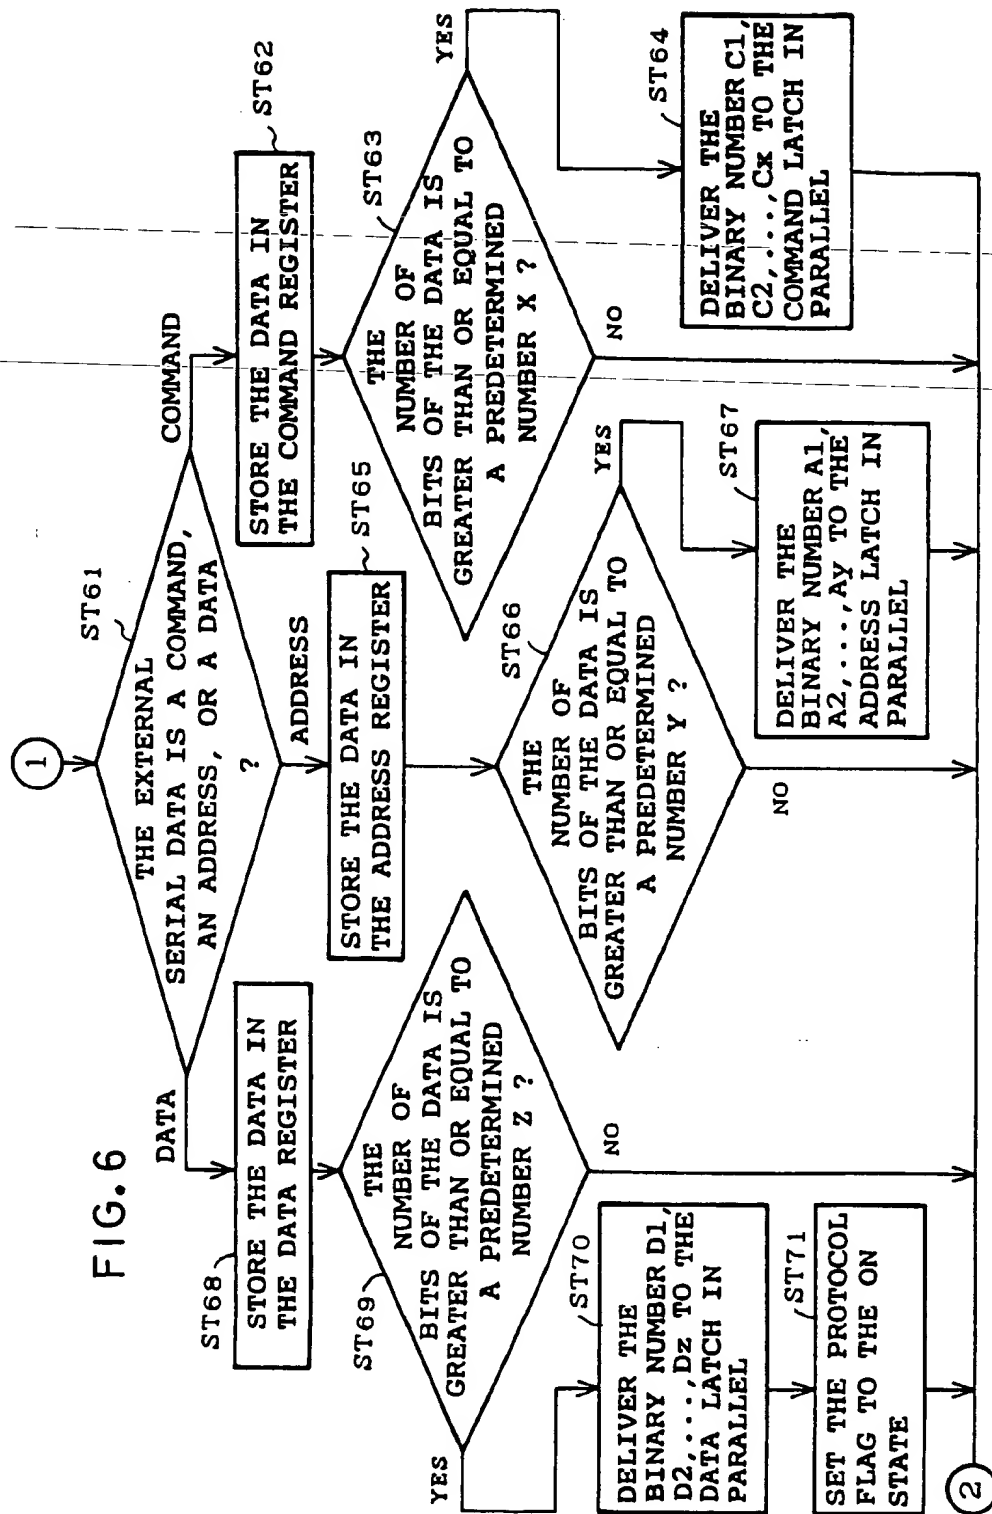 FIG. 6
1
ST61
THE EXTERNAL
SERIAL DATA IS A COMMAND,
AN ADDRESS, OR A DATA
?
DATA
ADDRESS
COMMAND
ST68
STORE THE DATA IN
THE DATA REGISTER
ST69
THE
NUMBER OF
BITS OF THE DATA IS
GREATER THAN OR EQUAL TO
A PREDETERMINED
NUMBER Z ?
YES
NO
ST70
DELIVER THE
BINARY NUMBER D1,
D2,...,Dz TO THE
DATA LATCH IN
PARALLEL
ST71
SET THE PROTOCOL
FLAG TO THE ON
STATE
ST65
STORE THE DATA IN
THE ADDRESS REGISTER
ST66
THE
NUMBER OF
BITS OF THE DATA IS
GREATER THAN OR EQUAL TO
A PREDETERMINED
NUMBER Y ?
YES
NO
ST67
DELIVER THE
BINARY NUMBER A1,
A2,...,Ay TO THE
ADDRESS LATCH IN
PARALLEL
ST62
STORE THE DATA IN
THE COMMAND REGISTER
ST63
THE
NUMBER OF
BITS OF THE DATA IS
GREATER THAN OR EQUAL TO
A PREDETERMINED
NUMBER X ?
YES
NO
ST64
DELIVER THE
BINARY NUMBER C1,
C2,...,Cx TO THE
COMMAND LATCH IN
PARALLEL
2